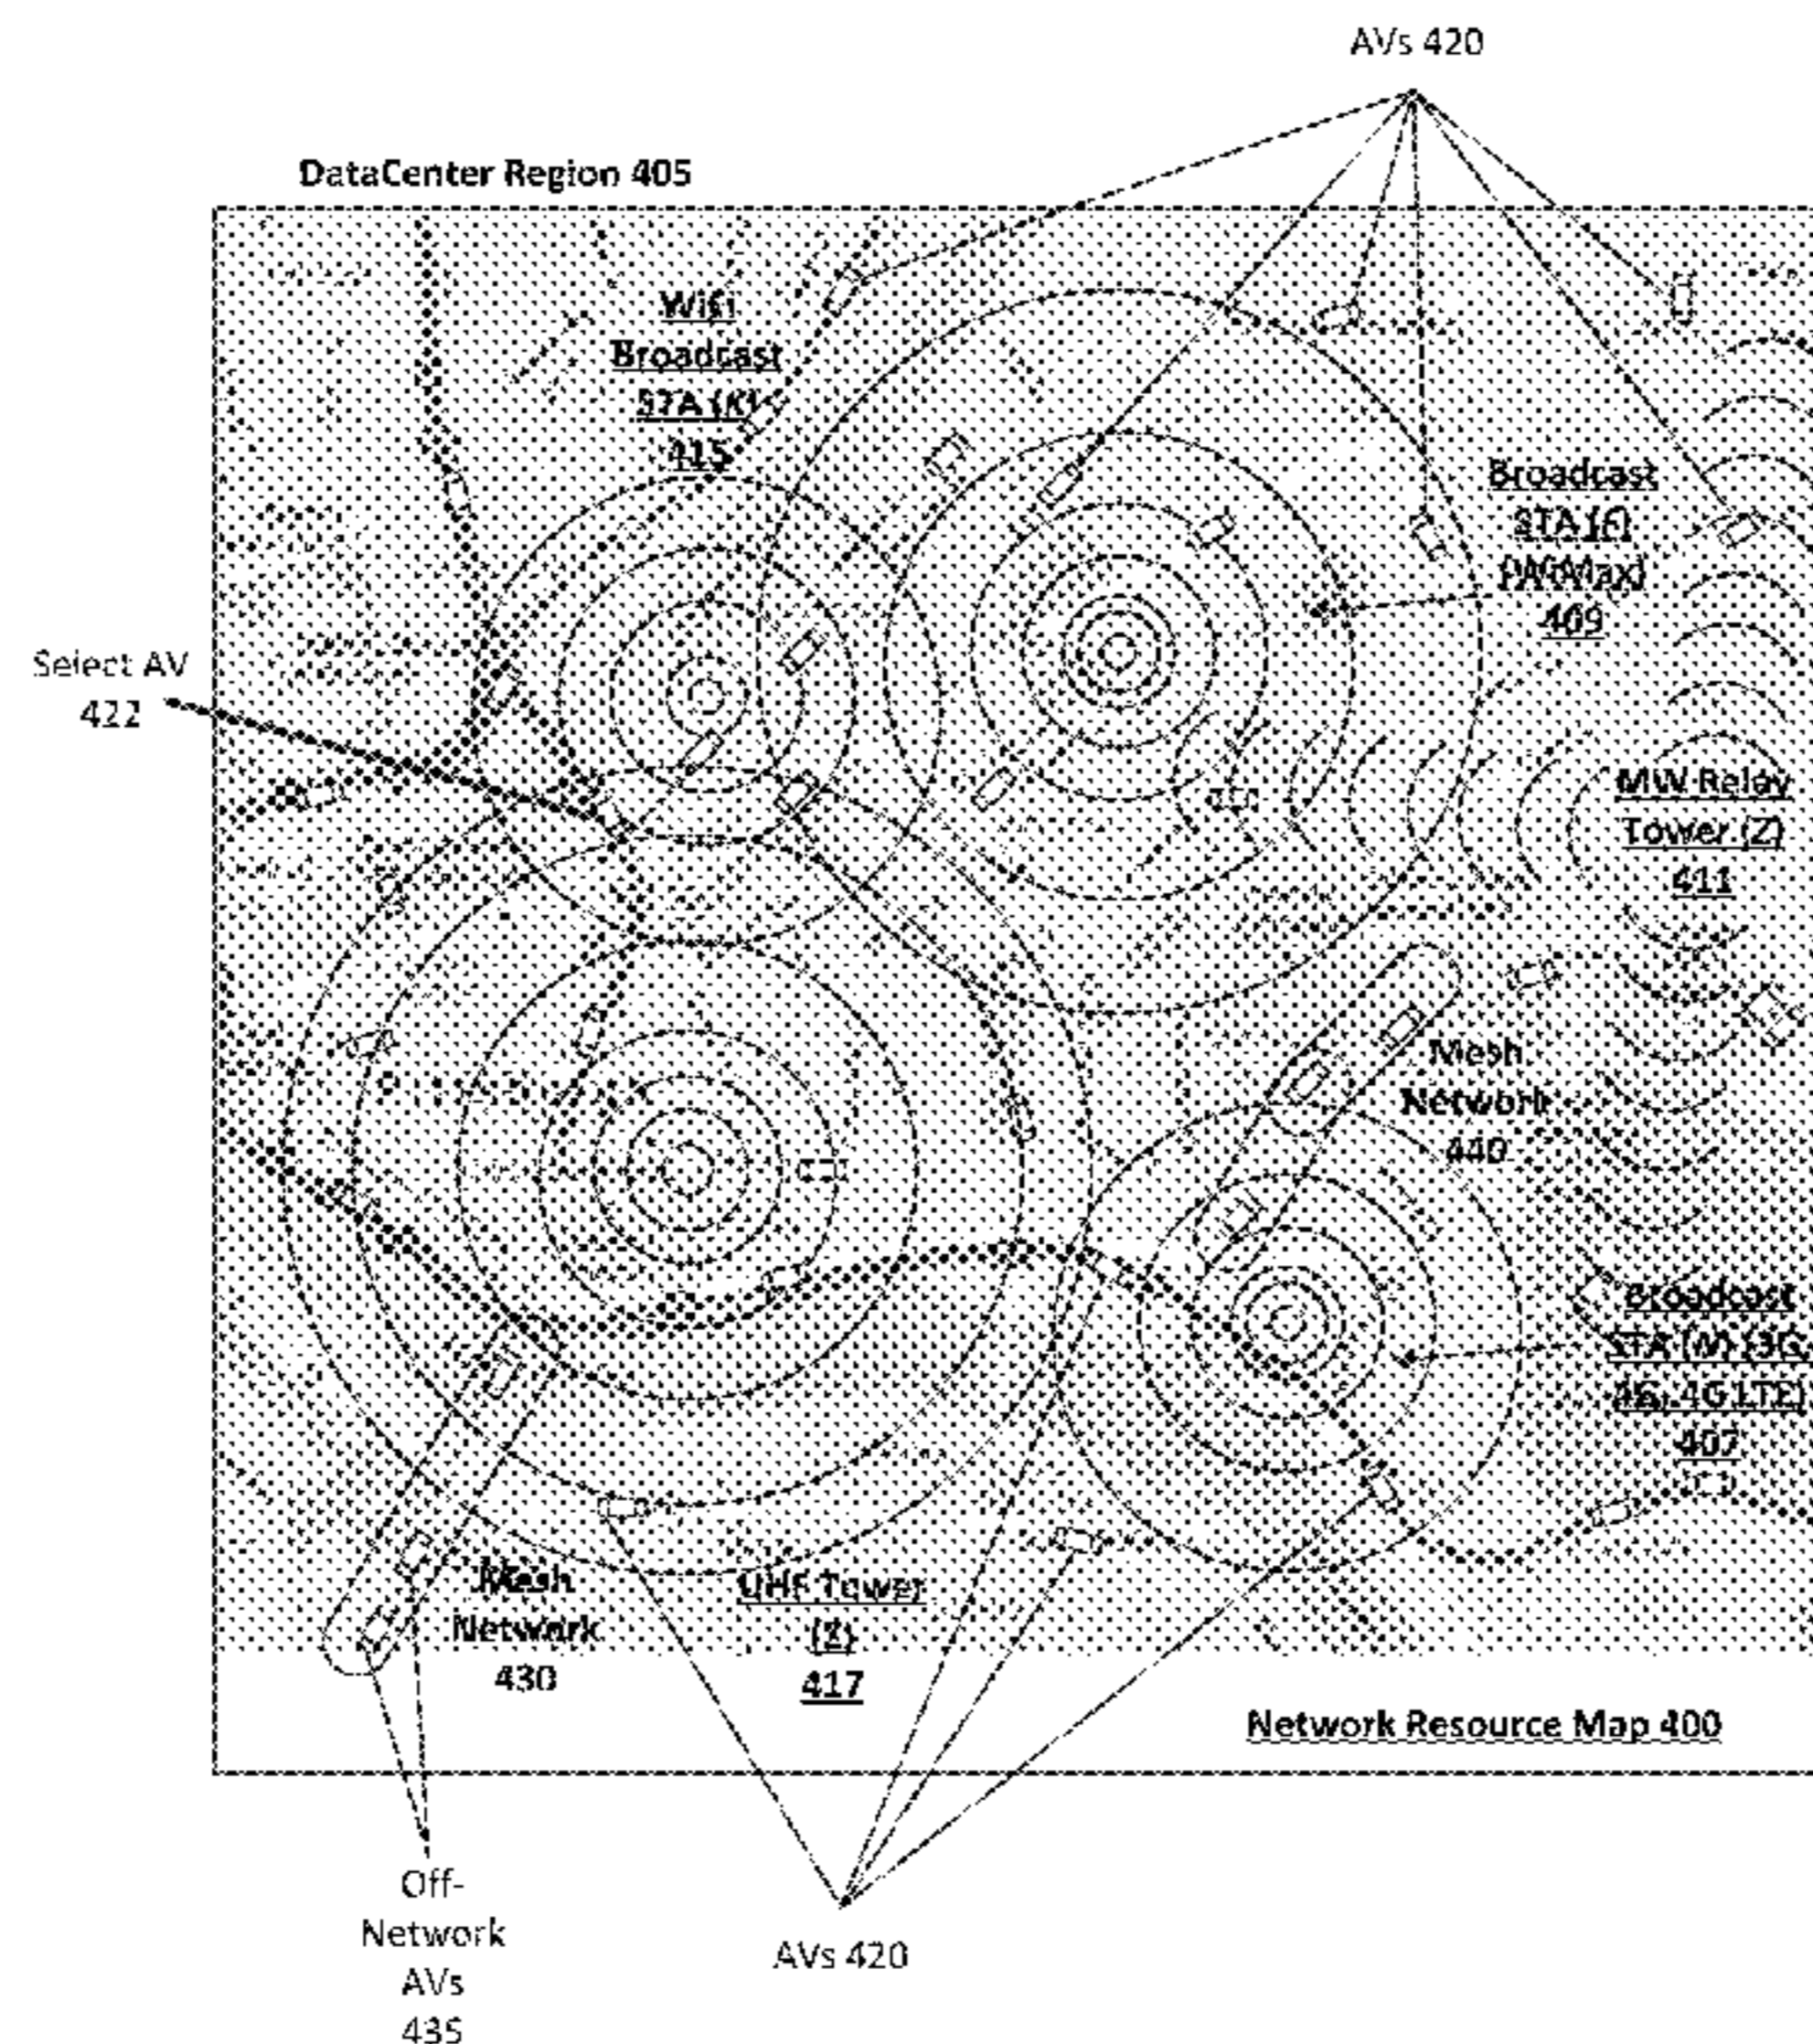 AVs 420
DataCenter Region 405
WiFi
Broadcast
STA (K)
415
Broadcast
STA (F)
(WiMax)
409
Select AV
422
MW Relay
Tower (Z)
411
Mesh
Network
440
Broadcast
STA (W) (3G,
4G, 4G LTE)
407
Mesh
Network
430
UHF Tower
417
Network Resource Map 400
Off-
Network
AVs
435
AVs 420